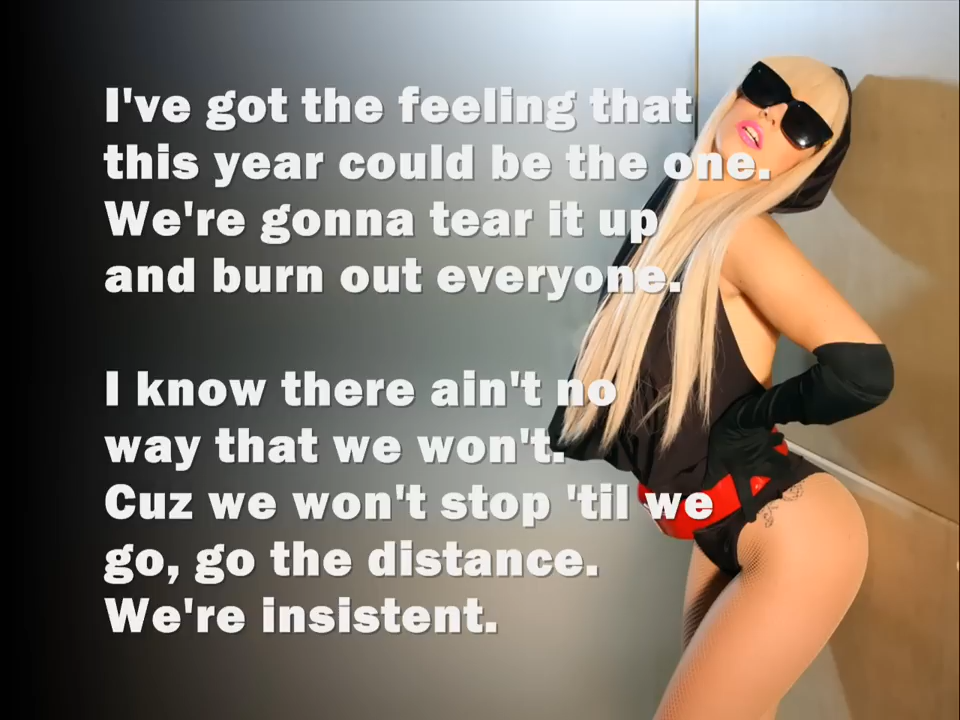 I've got the feeling that
this year could be the one.
We're gonna tear it up
and burn out everyone.
I know there ain't no
way that we won't.
Cuz we won't stop 'til we
go, go the distance.
We're insistent.